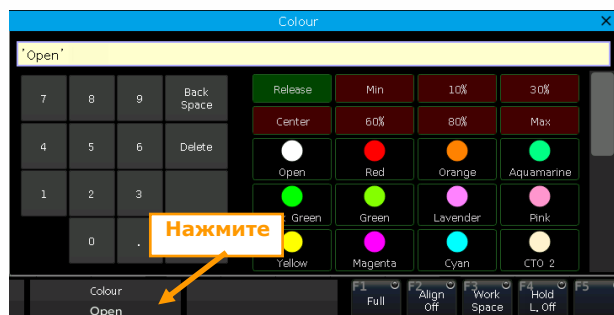 Colour
'Open'
7 8 9 Back Space
4 5 6 Delete
1 2 3
0 .
Release Min 10% 30%
Center 60% 80% Max
Open Red Orange Aquamarine
Green Green Lavender Pink
Yellow Magenta Cyan CTO 2
Нажмите
Colour
Open
F1 F2 F3 F4 F5
Full Align Off Work Space Hold L, Off